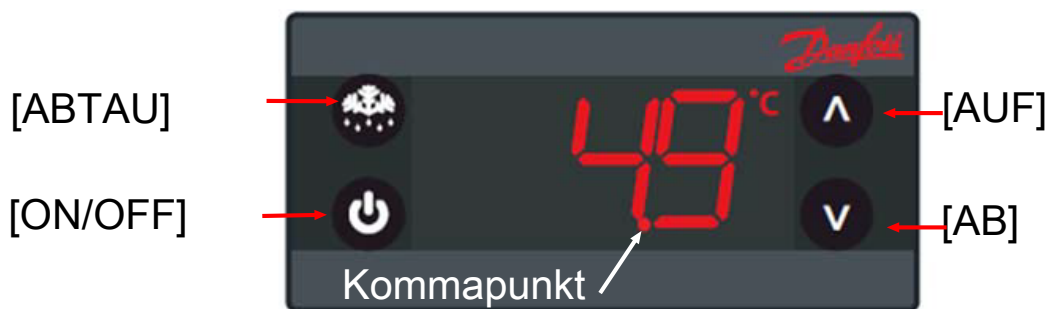 Danfoss
[ABTAU]
°C
[AUF]
4.9
[ON/OFF]
[AB]
Kommapunkt